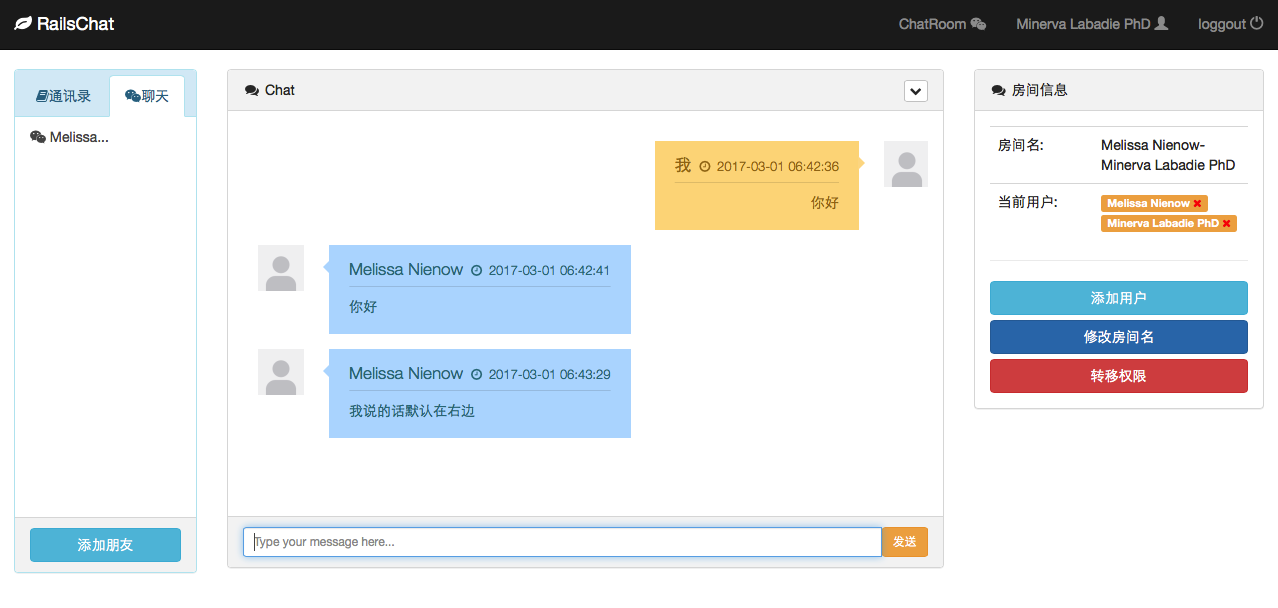 RailsChat
ChatRoom
Minerva Labadie PhD
loggout
通讯录
聊天
Melissa...
添加朋友
Chat
我 2017-03-01 06:42:36
你好
Melissa Nienow 2017-03-01 06:42:41
你好
Melissa Nienow 2017-03-01 06:43:29
我说的话默认在右边
Type your message here...
发送
房间信息
房间名:
Melissa Nienow-
Minerva Labadie PhD
当前用户:
Melissa Nienow
Minerva Labadie PhD
添加用户
修改房间名
转移权限